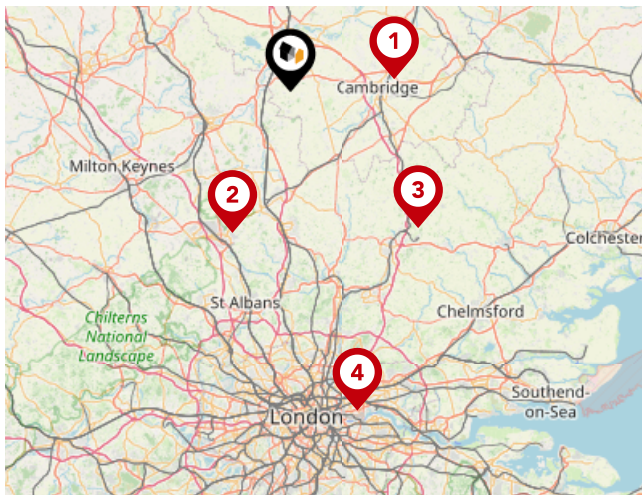 1
Cambridge
Milton Keynes
2
3
Colchester
St Albans
Chelmsford
Chilterns
National
Landscape
4
London
Southend-
on-Sea